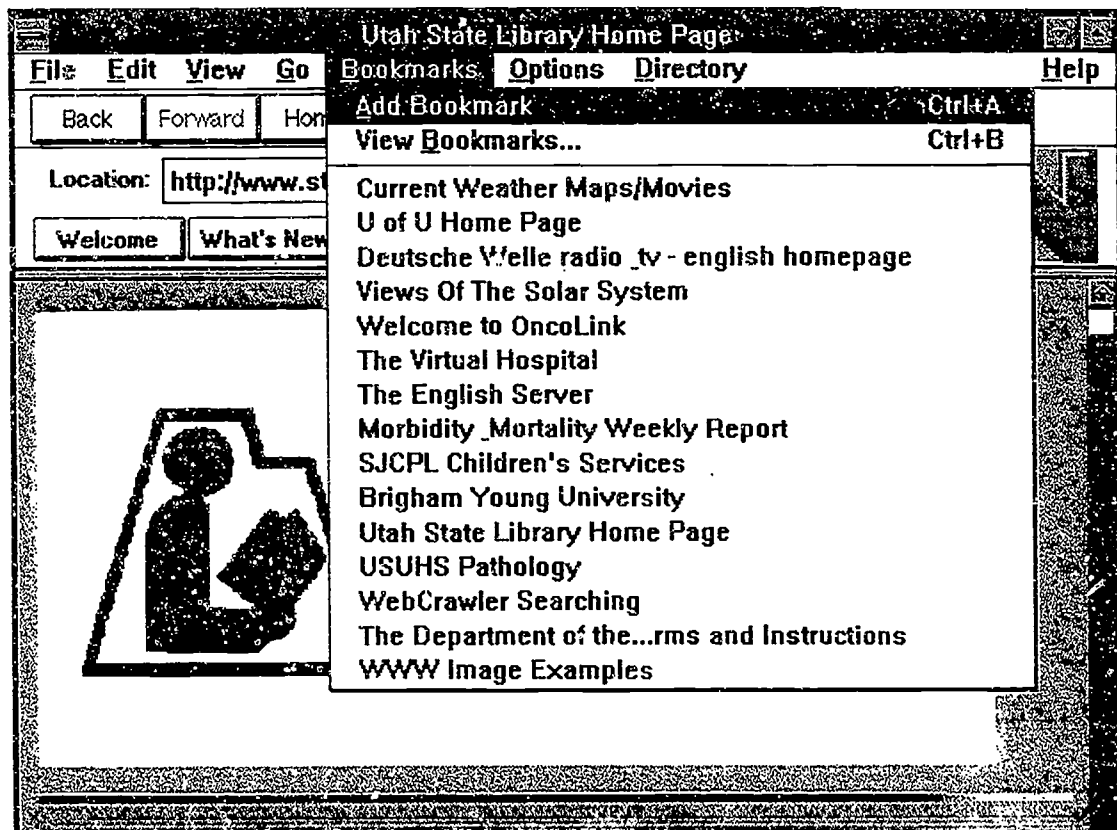 Utah State Library Home Page
File Edit View Go Bookmarks Options Directory Help
Back Forward Hom
Add Bookmark Ctrl+A
View Bookmarks... Ctrl+B
Location: http://www.st
Current Weather Maps/Movies
U of U Home Page
Welcome What's New
Deutsche Welle radio _tv - english homepage
Views Of The Solar System
Welcome to OncoLink
The Virtual Hospital
The English Server
Morbidity _Mortality Weekly Report
SJCPL Children's Services
Brigham Young University
Utah State Library Home Page
USUHS Pathology
WebCrawler Searching
The Department of the...rms and Instructions
WWW Image Examples